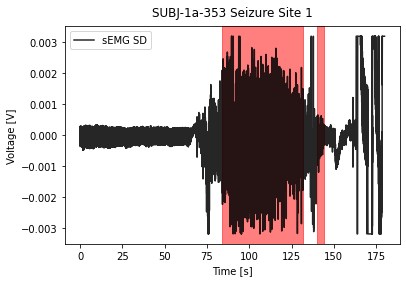 SUBJ-1a-353 Seizure Site 1
sEMG SD
Voltage [V]
0.003
0.002
0.001
0.000
−0.001
−0.002
−0.003
0 25 50 75 100 125 150 175
Time [s]